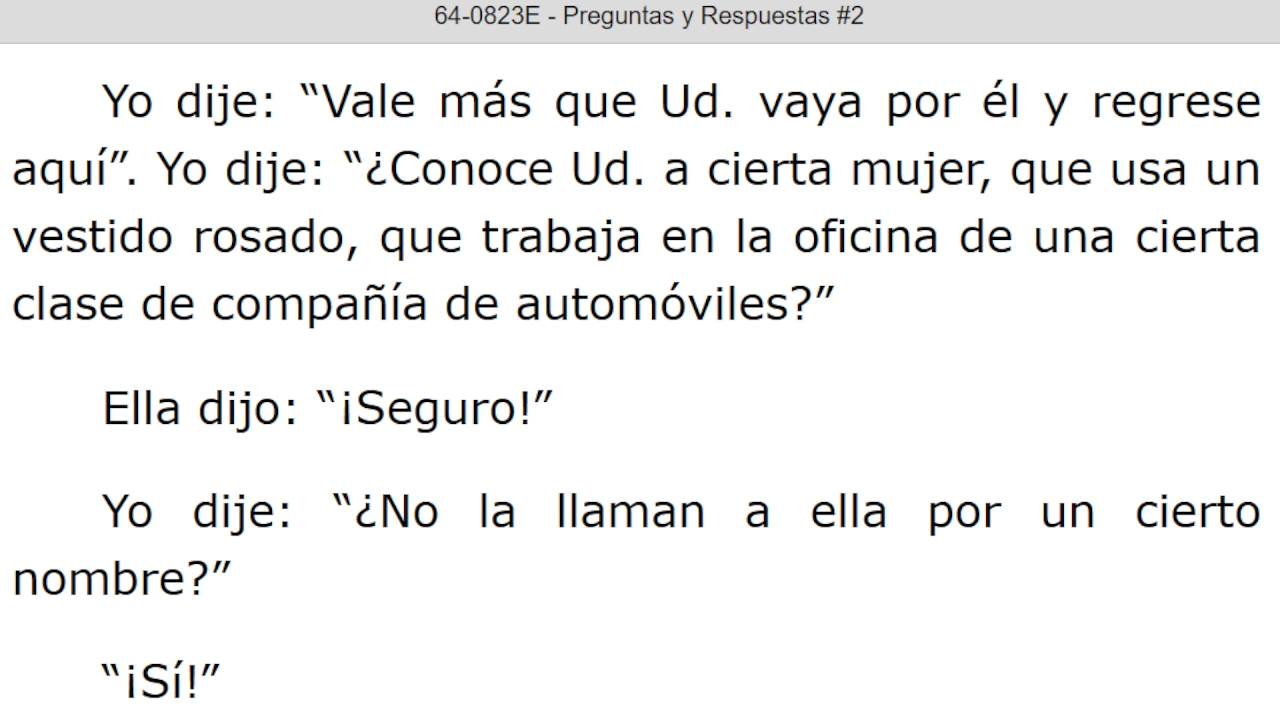 64-0823E - Preguntas y Respuestas #2
Yo dije: “Vale más que Ud. vaya por él y regrese
aquí”. Yo dije: “¿Conoce Ud. a cierta mujer, que usa un
vestido rosado, que trabaja en la oficina de una cierta
clase de compañía de automóviles?”
Ella dijo: “¡Seguro!”
Yo dije: “¿No la llaman a ella por un cierto
nombre?”
“¡Sí!”